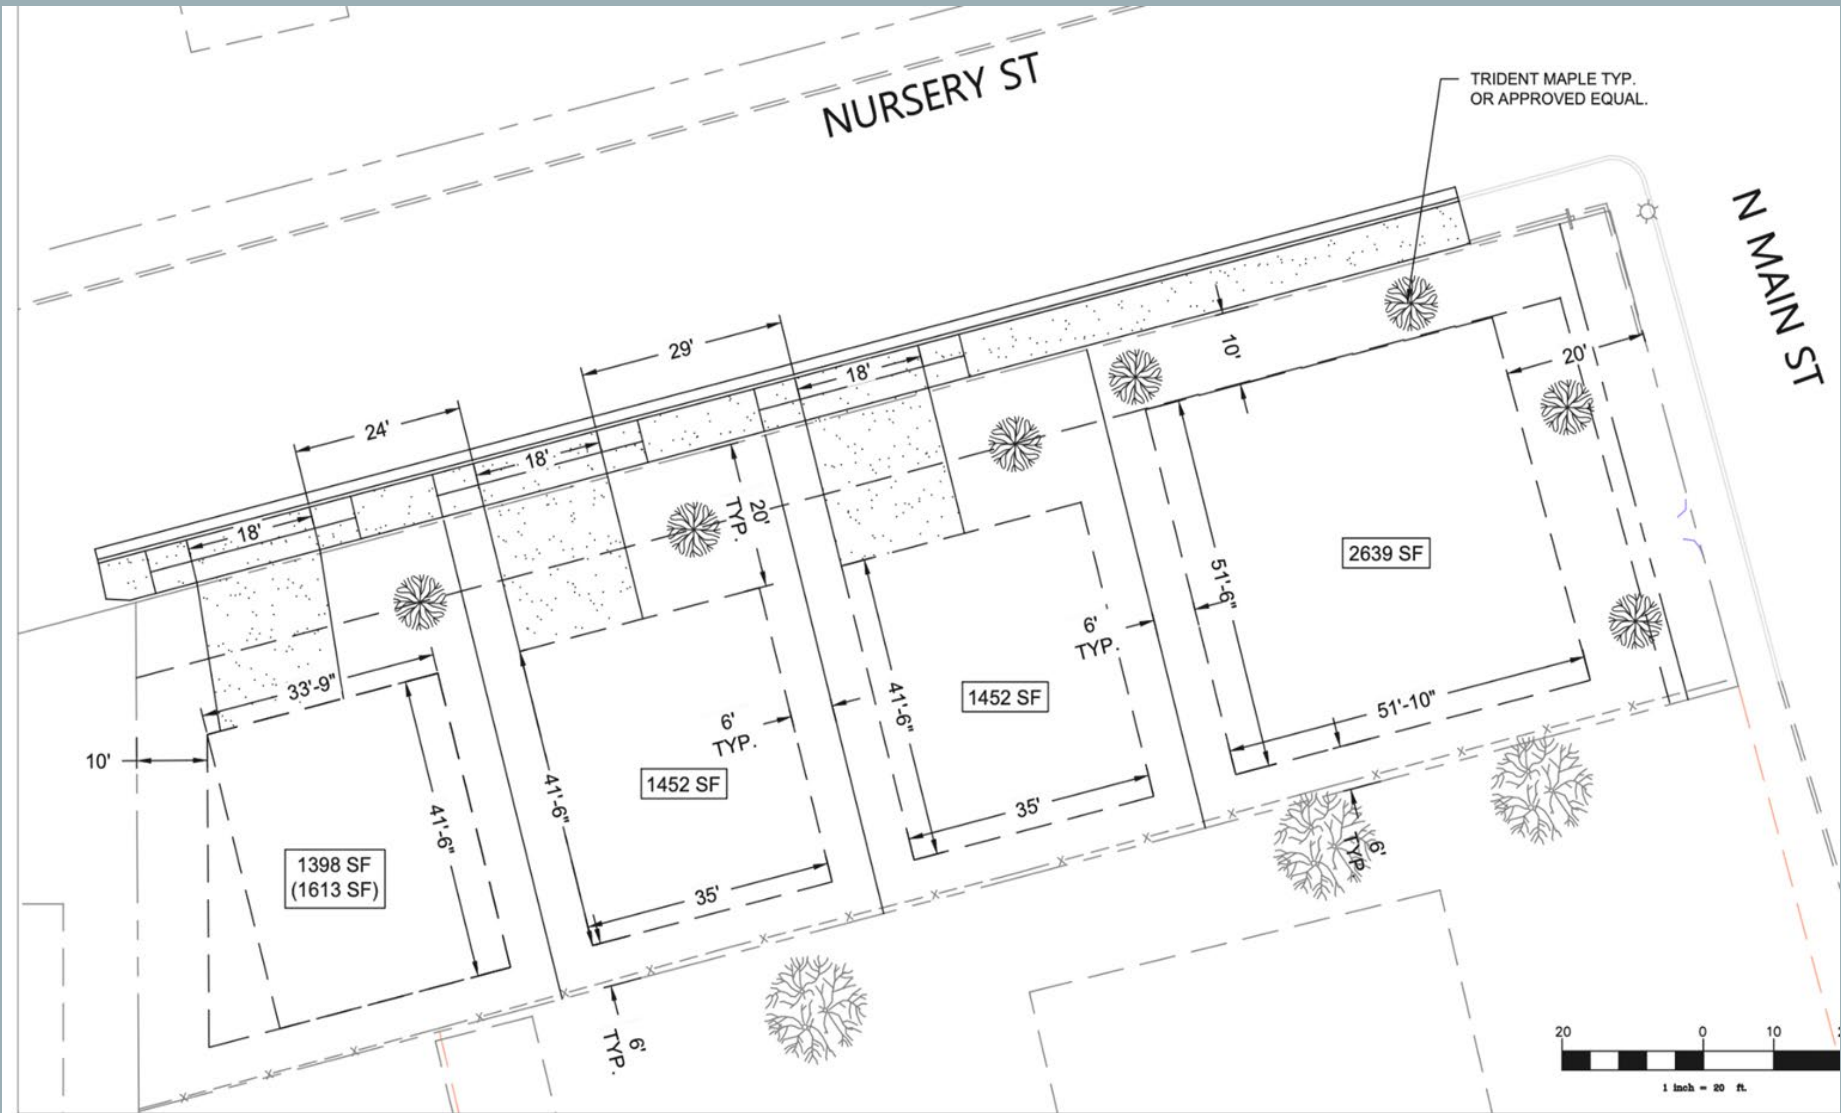 NURSERY ST
TRIDENT MAPLE TYP.
OR APPROVED EQUAL.
N MAIN ST
29'
24'
18'
18'
18'
10'
20'
20'
TYP.
33'-9"
10'
41'-6"
1398 SF
(1613 SF)
41'-6"
6'
TYP.
1452 SF
35'
41'-6"
6'
TYP.
1452 SF
35'
51'-6"
2639 SF
51'-10"
6'
TYP.
6'
TYP.
20 0 10
1 inch = 20 ft.